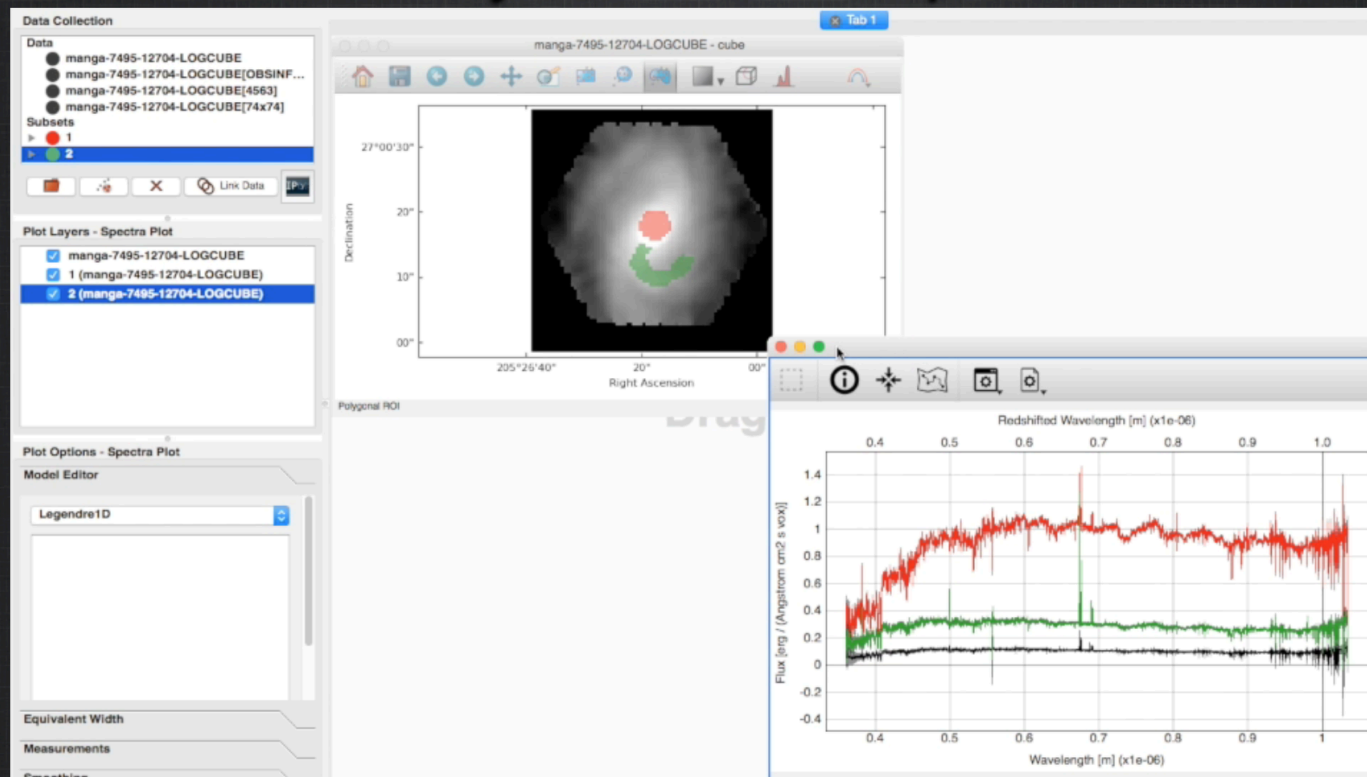 Data Collection
Data
manga-7495-12704-LOGCUBE
manga-7495-12704-LOGCUBE[OBSINF...
manga-7495-12704-LOGCUBE[4563]
manga-7495-12704-LOGCUBE[74x74]
Subsets
1
2
Link Data
IP[y]:
Plot Layers - Spectra Plot
manga-7495-12704-LOGCUBE
1 (manga-7495-12704-LOGCUBE)
2 (manga-7495-12704-LOGCUBE)
Plot Options - Spectra Plot
Model Editor
Legendre1D
Equivalent Width
Measurements
Smoothing
Tab 1
manga-7495-12704-LOGCUBE - cube
27°00'30"
20"
10"
00"
Declination
205°26'40" 20" 00"
Right Ascension
Polygonal ROI
Drag
Redshifted Wavelength [m] (x1e-06)
0.4 0.5 0.6 0.7 0.8 0.9 1.0
1.4
1.2
1
0.8
0.6
0.4
0.2
0
-0.2
-0.4
Flux [erg / (Angstrom cm2 s vox)]
0.4 0.5 0.6 0.7 0.8 0.9 1
Wavelength [m] (x1e-06)